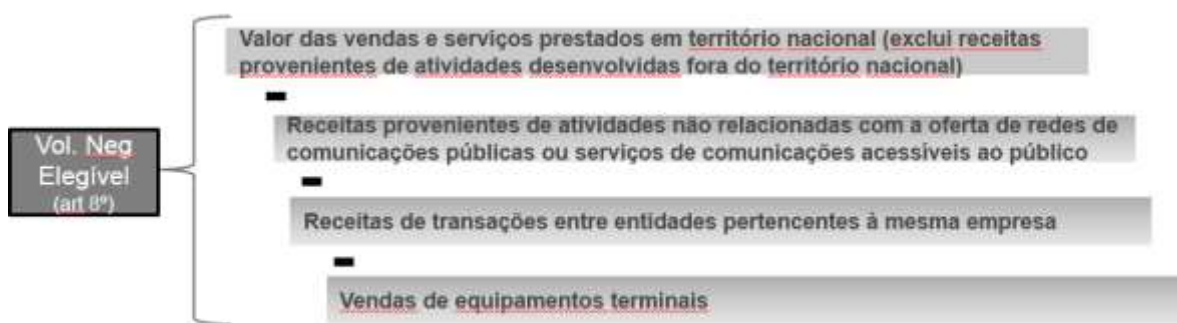 Vol. Neg
Elegível
(art 8º)
Valor das vendas e serviços prestados em território nacional (exclui receitas
provenientes de atividades desenvolvidas fora do território nacional)
-
Receitas provenientes de atividades não relacionadas com a oferta de redes de
comunicações públicas ou serviços de comunicações acessíveis ao público
-
Receitas de transações entre entidades pertencentes à mesma empresa
-
Vendas de equipamentos terminais